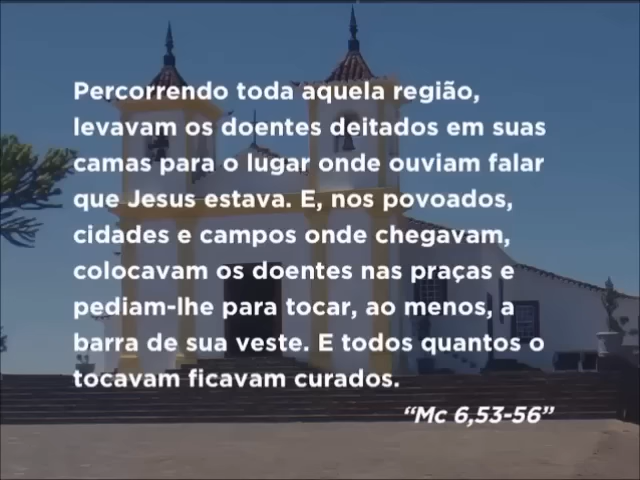 Percorrendo toda aquela região,
levavam os doentes deitados em suas
camas para o lugar onde ouviam falar
que Jesus estava. E, nos povoados,
cidades e campos onde chegavam,
colocavam os doentes nas praças e
pediam-lhe para tocar, ao menos, a
barra de sua veste. E todos quantos o
tocavam ficavam curados.
“Mc 6,53-56”